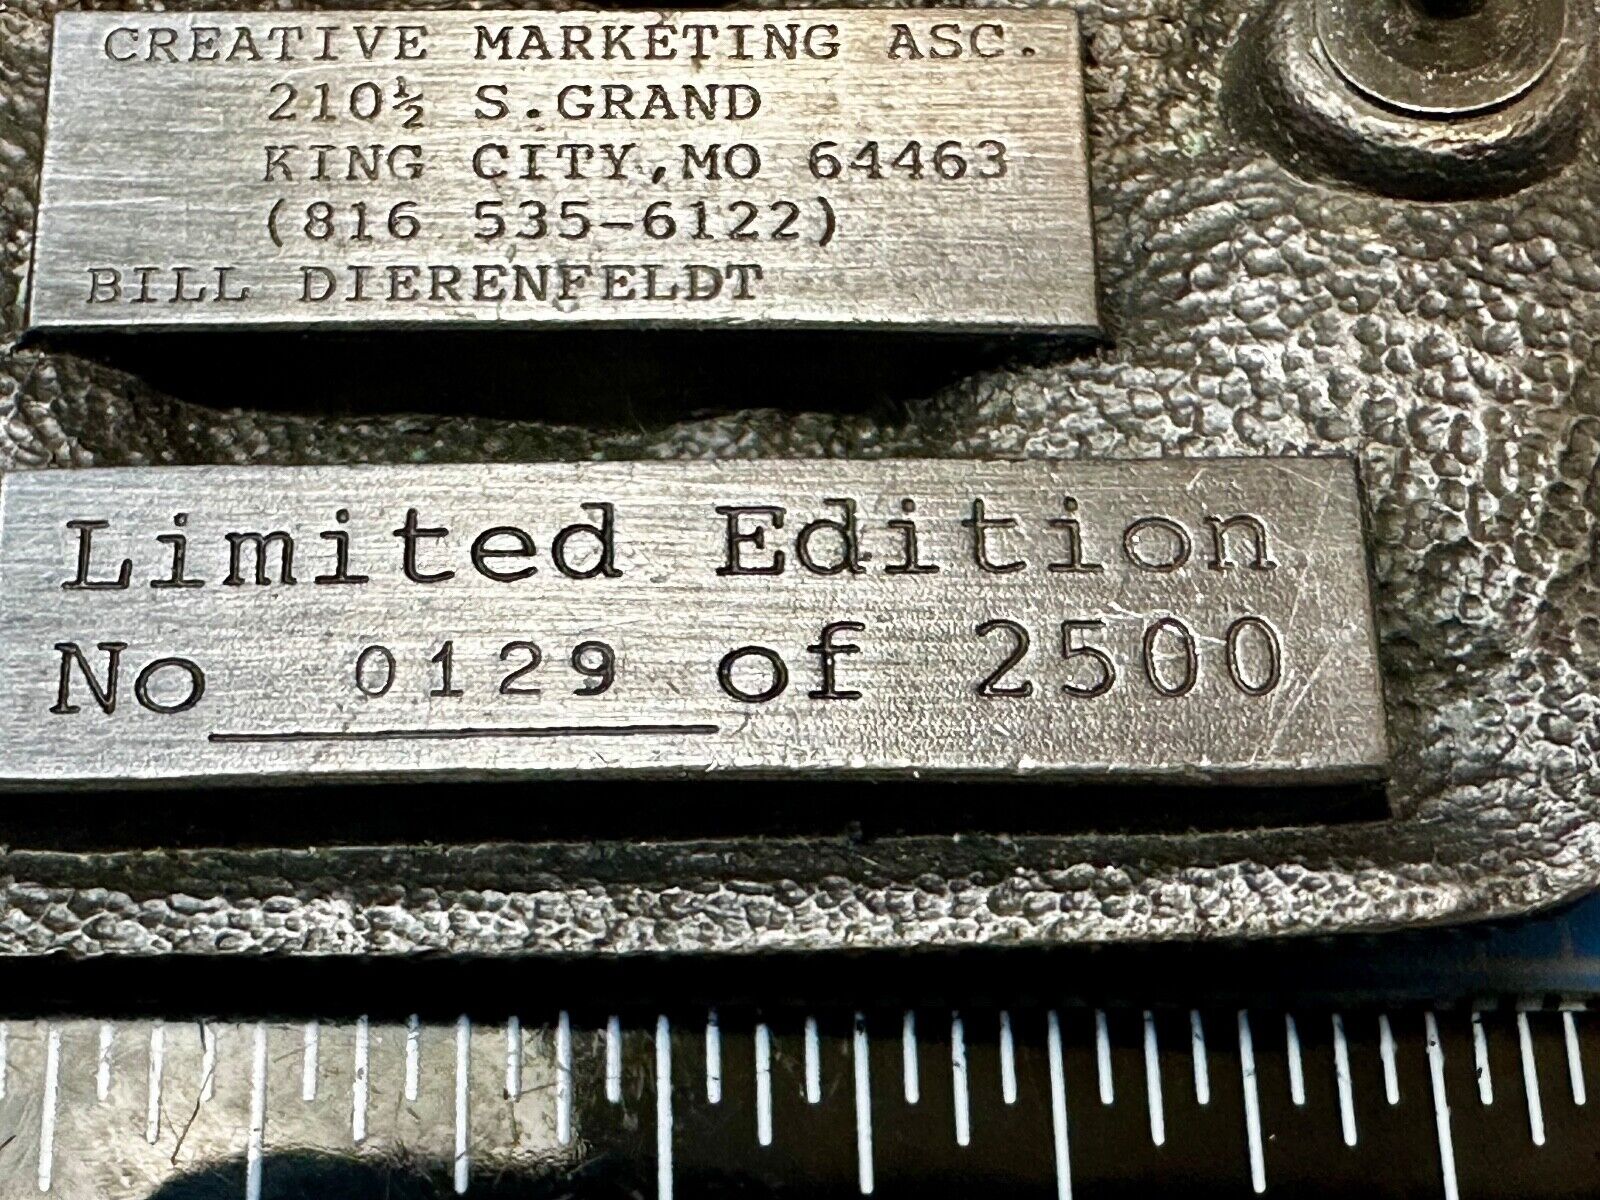 CREATIVE MARKETING ASC.
210½ S.GRAND
KING CITY,MO 64463
(816 535-6122)
BILL DIERENFELDT
Limited Edition
No 0129 of 2500